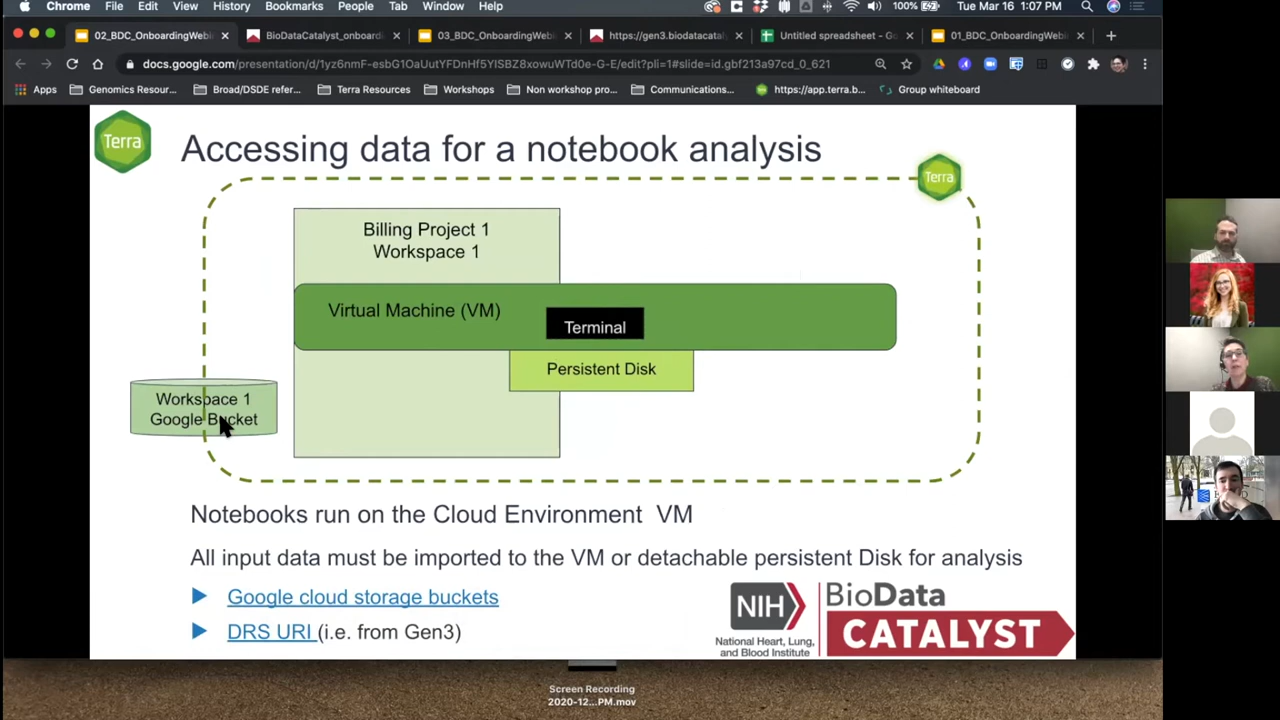 Chrome File Edit View History Bookmarks People Tab Window Help 100% Tue Mar 16 1:07 PM
02_BDC_OnboardingWebi BioDataCatalyst_onboard 03_BDC_OnboardingWebi https://gen3.biodatacatal Untitled spreadsheet - Go 01_BDC_OnboardingWebin
docs.google.com/presentation/d/1yz6nmF-esbG1OaUutYFDnHf5YISBZ8xowuWTd0e-G-E/edit?pli=1#slide=id.gbf213a97cd_0_621
Apps Genomics Resour... Broad/DSDE refer... Terra Resources Workshops Non workshop pro... Communications... https://app.terra.b... Group whiteboard
Terra
Accessing data for a notebook analysis
Terra
Billing Project 1
Workspace 1
Virtual Machine (VM)
Terminal
Persistent Disk
Workspace 1
Google Bucket
Notebooks run on the Cloud Environment VM
All input data must be imported to the VM or detachable persistent Disk for analysis
Google cloud storage buckets
DRS URI (i.e. from Gen3)
NIH
National Heart, Lung,
and Blood Institute
BioData
CATALYST
Screen Recording
2020-12...PM.mov